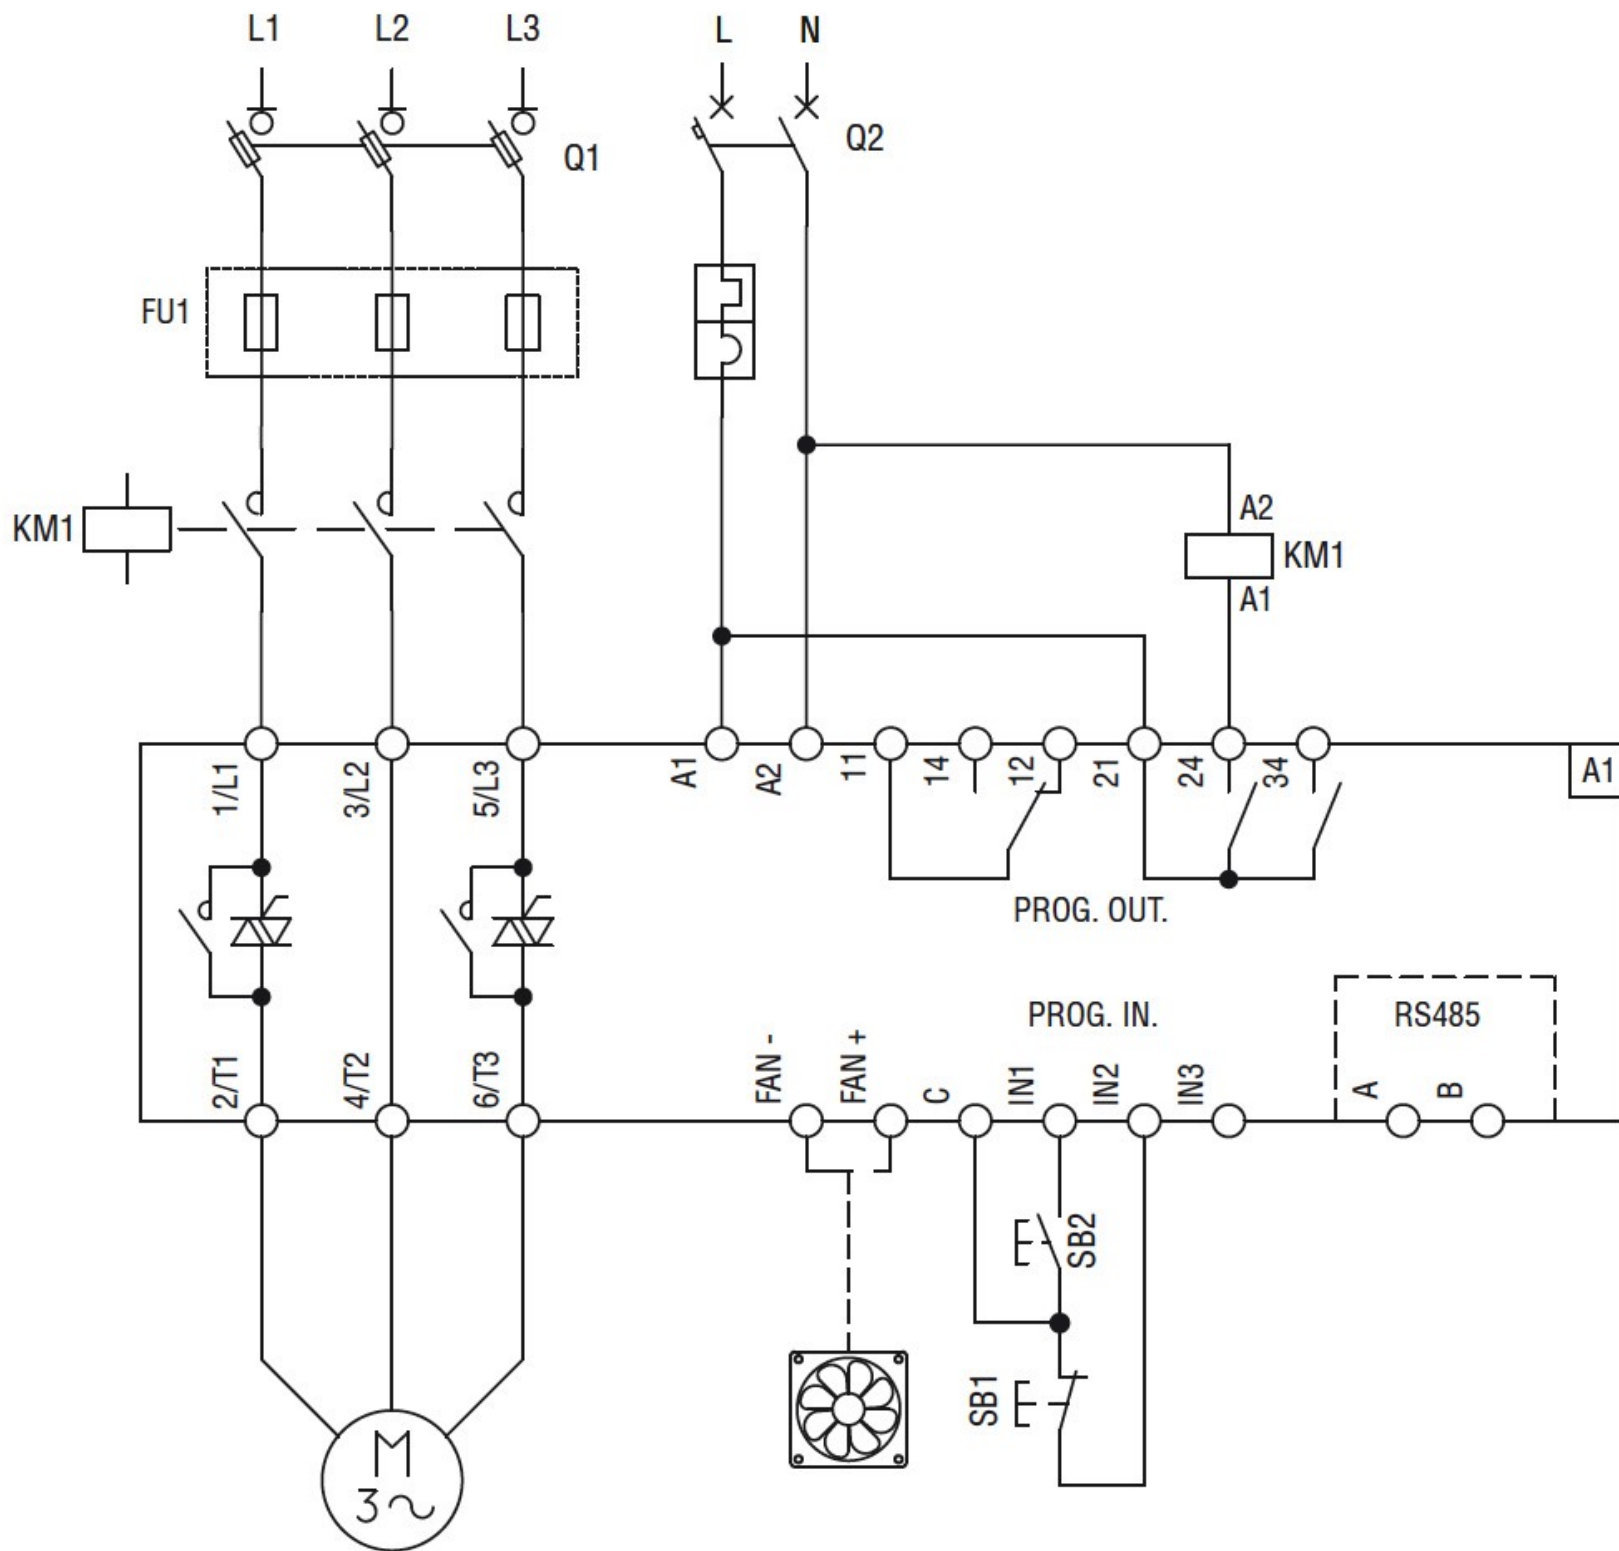 L1 L2 L3 L N
Q1
Q2
FU1
KM1
A2
KM1
A1
1/L1 3/L2 5/L3 A1 A2 11 14 12 21 24 34 A1
PROG. OUT.
PROG. IN.
RS485
2/T1 4/T2 6/T3 FAN - FAN + C IN1 IN2 IN3 A B
SB2
SB1
M
3~